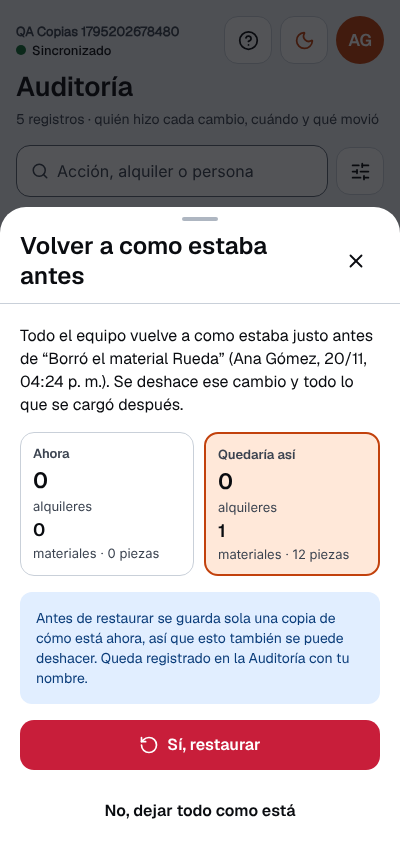 QA Copias 1795202678480
Sincronizado
AG
Auditoría
5 registros · quién hizo cada cambio, cuándo y qué movió
Acción, alquiler o persona
Volver a como estaba
antes
Todo el equipo vuelve a como estaba justo antes
de “Borró el material Rueda” (Ana Gómez, 20/11,
04:24 p. m.). Se deshace ese cambio y todo lo
que se cargó después.
Ahora
0
alquileres
0
materiales · 0 piezas
Quedaría así
0
alquileres
1
materiales · 12 piezas
Antes de restaurar se guarda sola una copia de
cómo está ahora, así que esto también se puede
deshacer. Queda registrado en la Auditoría con tu
nombre.
Sí, restaurar
No, dejar todo como está